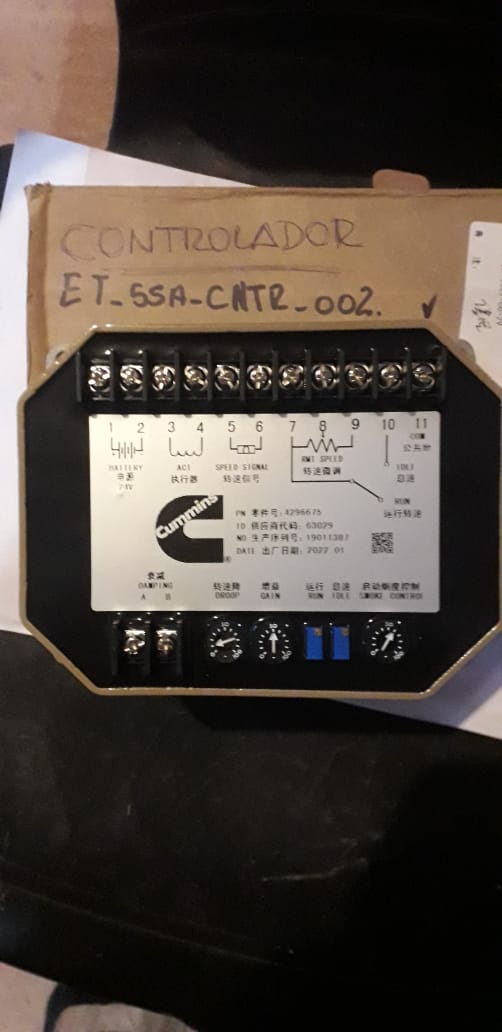 CONTROLADOR
ET_SSA_CNTR_002.
1 2 3 4 5 6 7 8 9 10 11
COM
公共端
BATTERY
电源
24V
ACT
执行器
SPEED SIGNAL
转速信号
RMT SPEED
转速微调
IDLE
怠速
RUN
运行转速
Cummins
PN 零件号:4296675
ID 供应商代码:63029
NO 生产序列号:19011387
DATE 出厂日期:2022 01
衰减
DAMPING
A B
转速降
DROOP
增益
GAIN
运行 怠速
RUN IDLE
启动烟度控制
SMOKE CONTROL